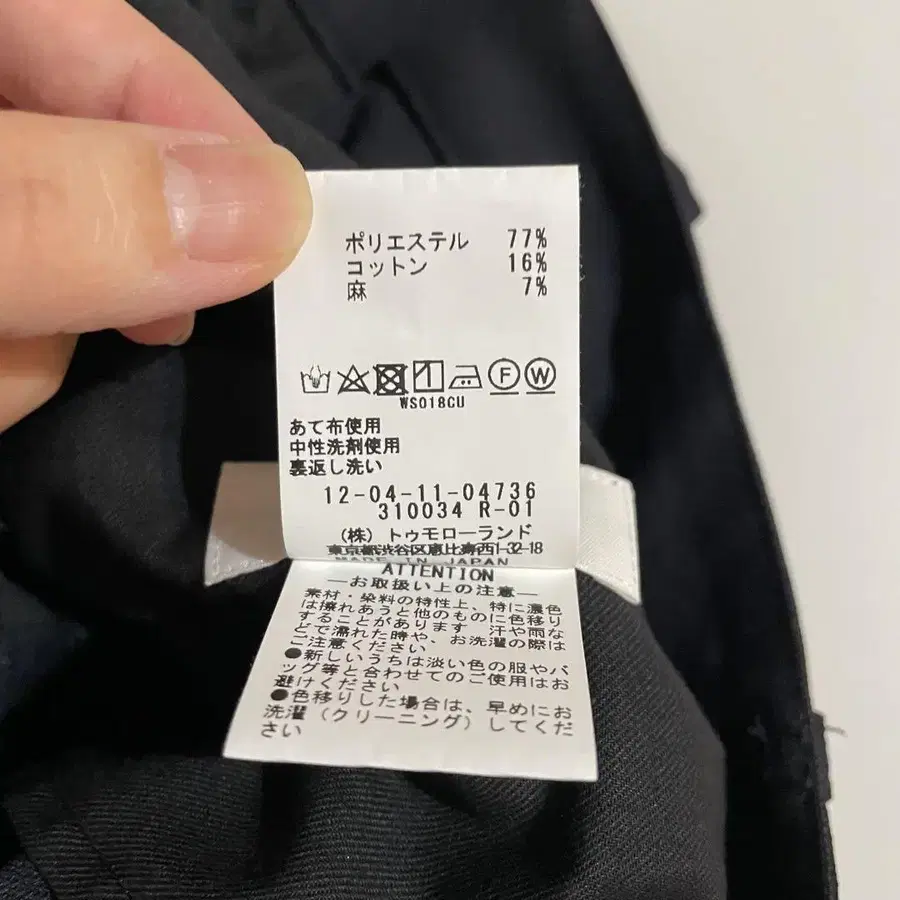 ポリエステル 77%
コットン 16%
麻 7%
F W
WS018CU
あて布使用
中性洗剤使用
裏返し洗い
12-04-11-04736
310034 R-01
(株) トゥモローランド
東京都渋谷区恵比寿西1-32-18
MADE IN JAPAN
ATTENTION
―お取扱い上の注意―
素材・染料の特性上、特に濃色
は擦れあうと他のものに色移り
することがあります 汗や雨な
どで濡れた時や、お洗濯の際は
ご注意ください
●新しいうちは淡い色の服やバ
ッグ等と合わせてのご使用はお
避けください
●色移りした場合は、早めにお
洗濯(クリーニング)してくだ
さい